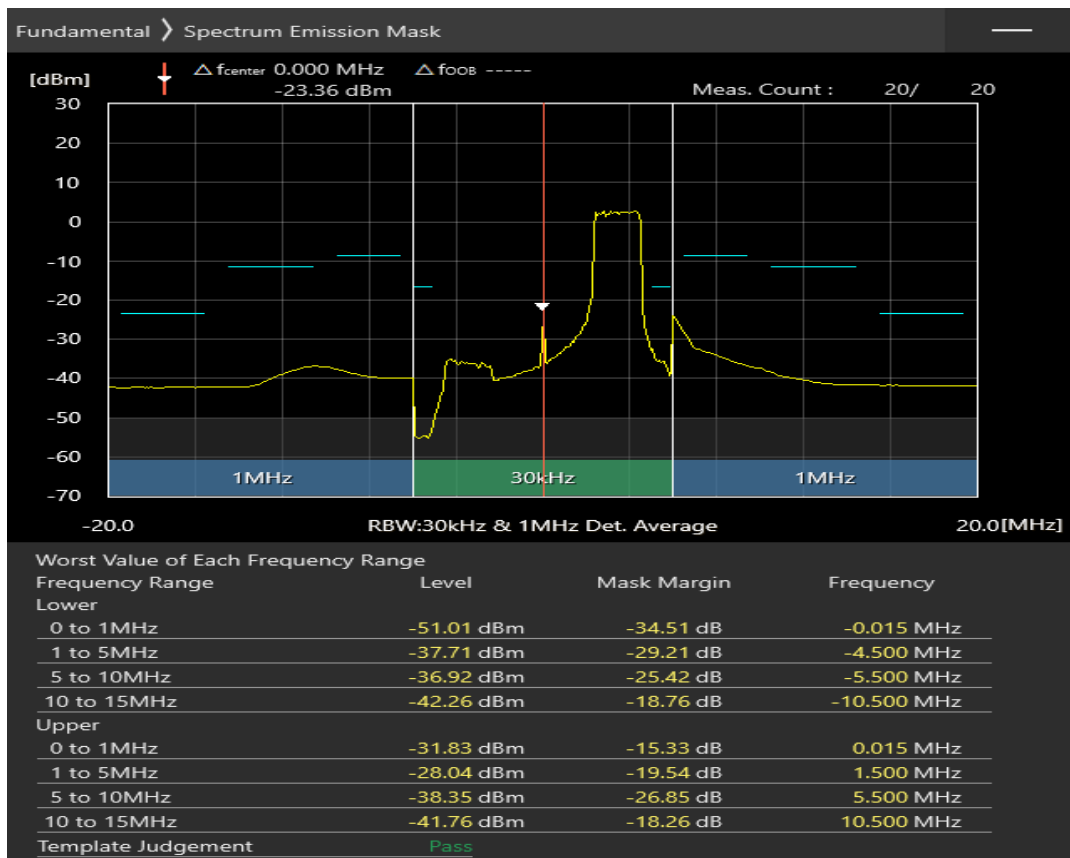 Fundamental ❯ Spectrum Emission Mask
[dBm] △ fcenter 0.000 MHz △ fOOB -----
-23.36 dBm Meas. Count : 20/ 20
30
20
10
0
-10
-20
-30
-40
-50
-60
1MHz 30kHz 1MHz
-70
-20.0 RBW:30kHz & 1MHz Det. Average 20.0[MHz]
Worst Value of Each Frequency Range
Frequency Range Level Mask Margin Frequency
Lower
0 to 1MHz -51.01 dBm -34.51 dB -0.015 MHz
1 to 5MHz -37.71 dBm -29.21 dB -4.500 MHz
5 to 10MHz -36.92 dBm -25.42 dB -5.500 MHz
10 to 15MHz -42.26 dBm -18.76 dB -10.500 MHz
Upper
0 to 1MHz -31.83 dBm -15.33 dB 0.015 MHz
1 to 5MHz -28.04 dBm -19.54 dB 1.500 MHz
5 to 10MHz -38.35 dBm -26.85 dB 5.500 MHz
10 to 15MHz -41.76 dBm -18.26 dB 10.500 MHz
Template Judgement Pass